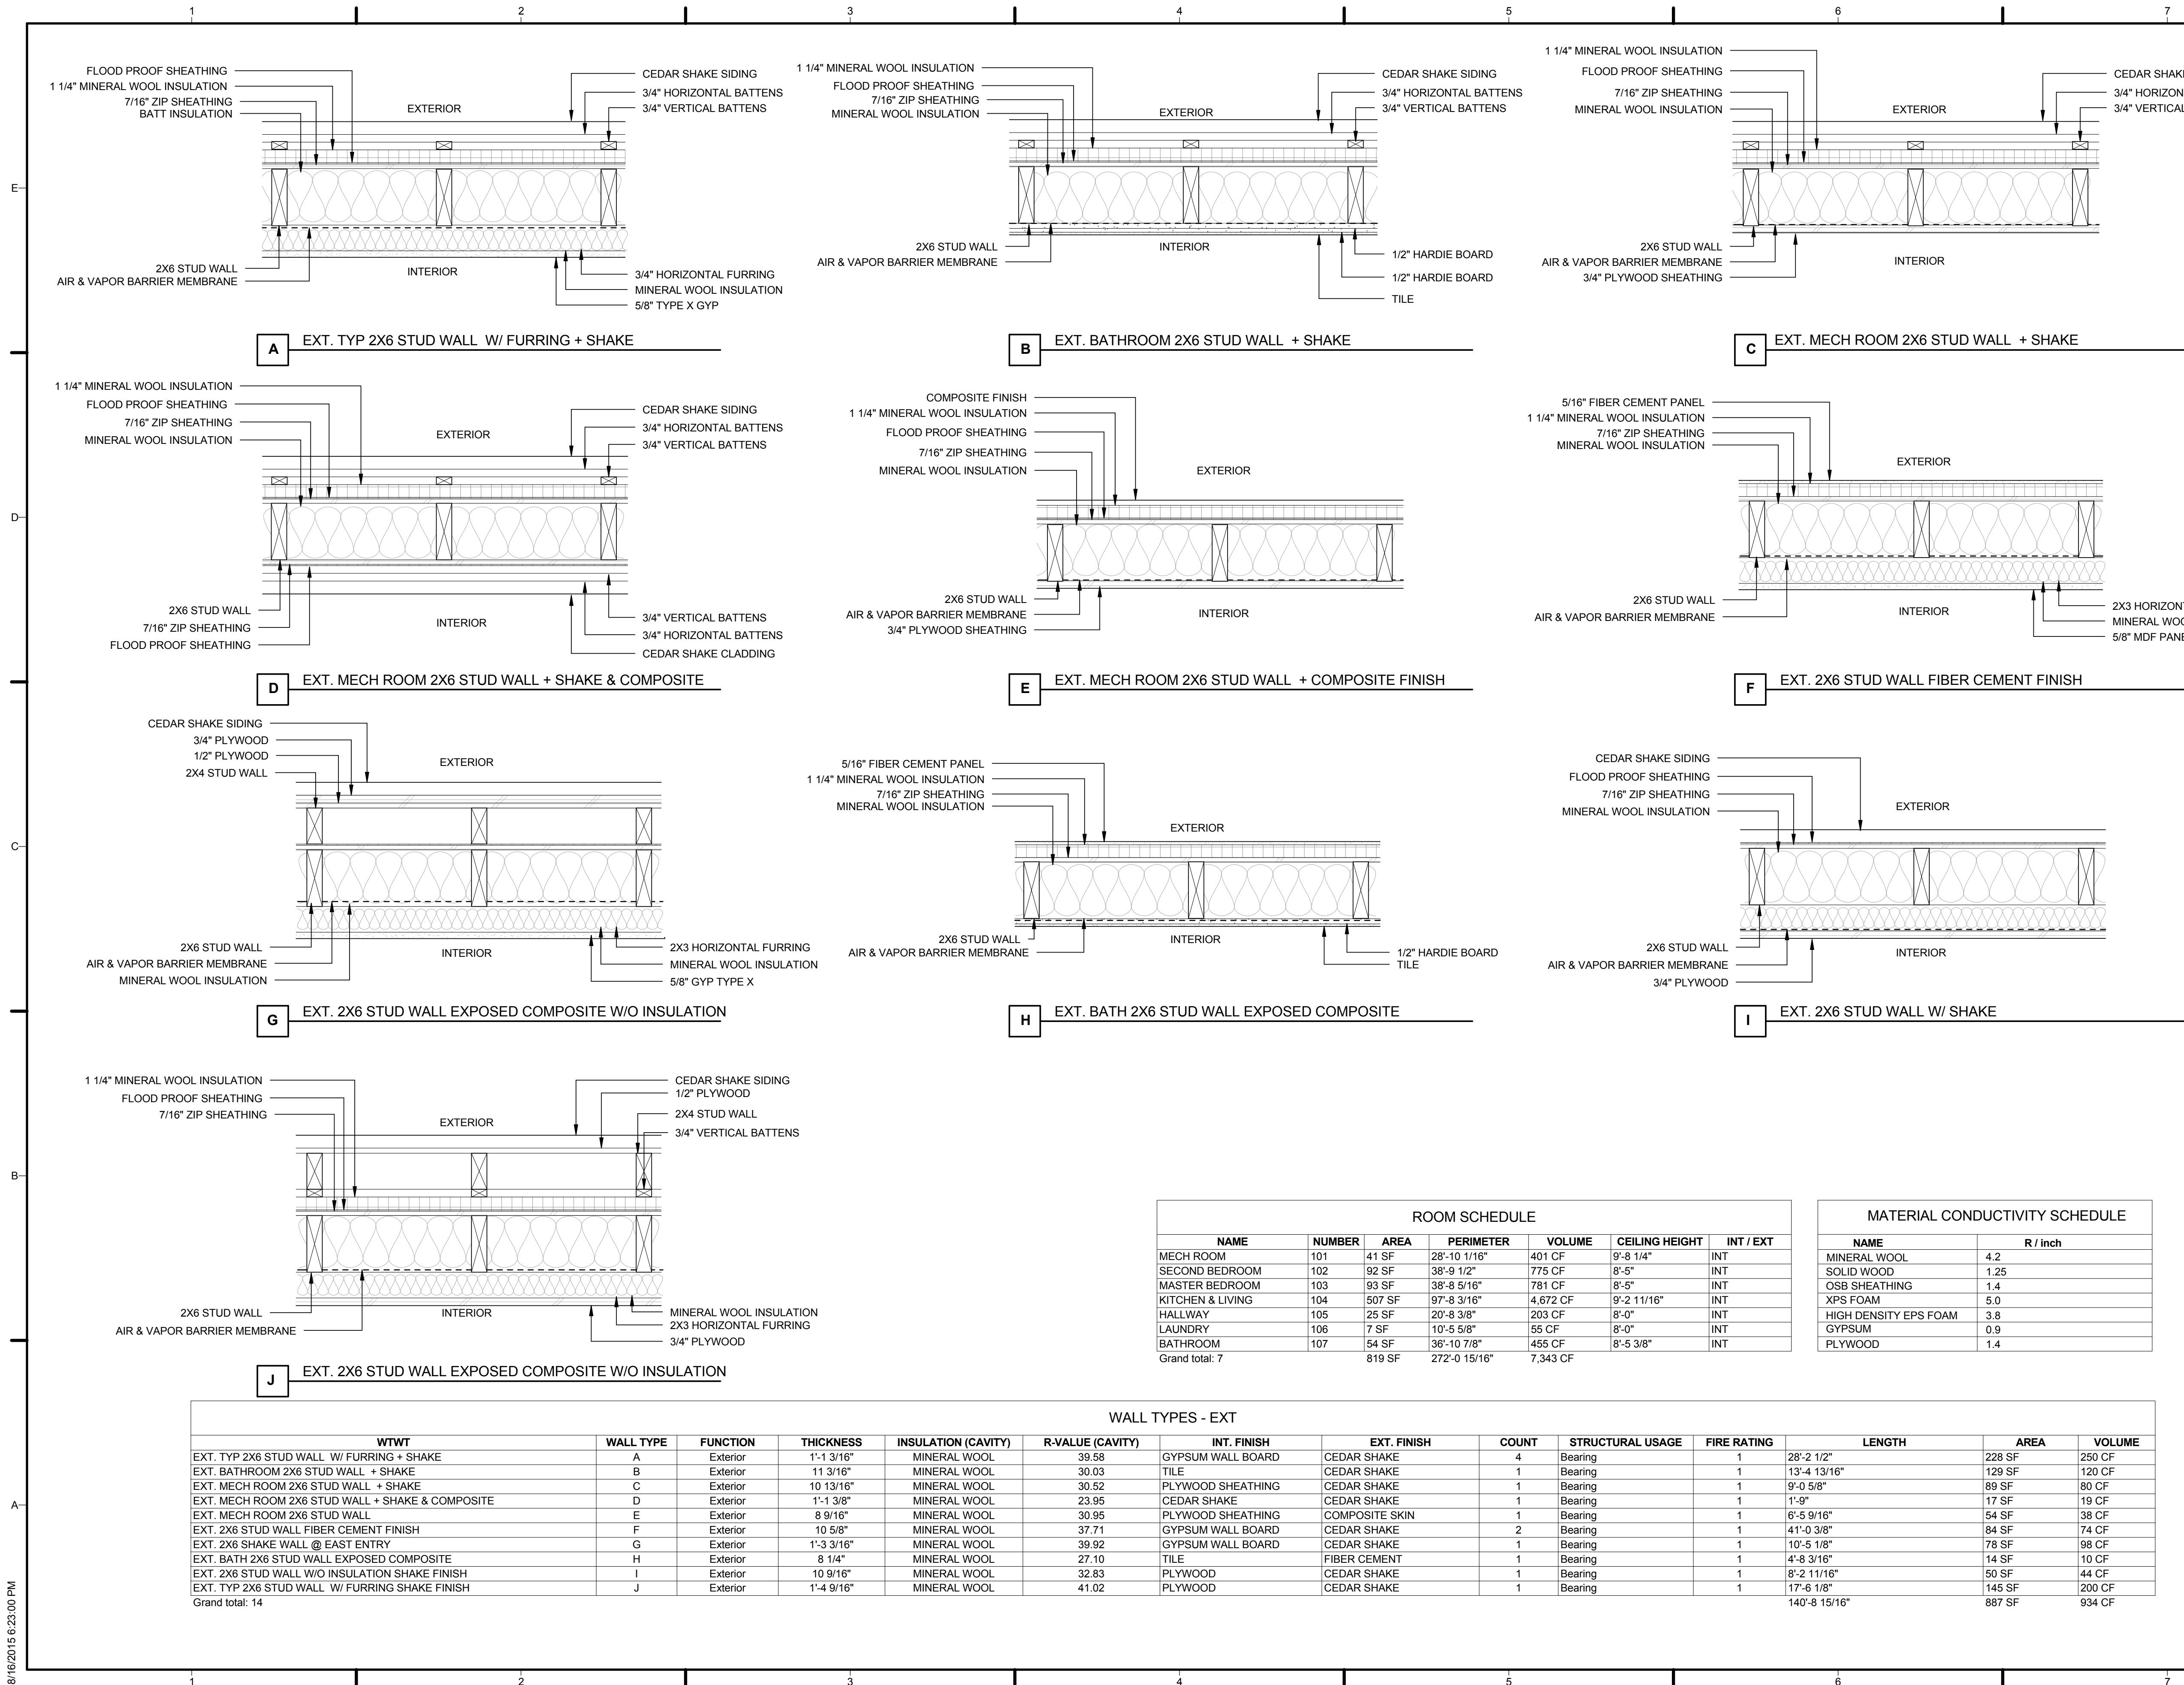 1 2 3 4 5 6 7
E
D
C
B
A
FLOOD PROOF SHEATHING
1 1/4" MINERAL WOOL INSULATION
7/16" ZIP SHEATHING
BATT INSULATION
EXTERIOR
CEDAR SHAKE SIDING
3/4" HORIZONTAL BATTENS
3/4" VERTICAL BATTENS
2X6 STUD WALL
AIR & VAPOR BARRIER MEMBRANE
INTERIOR
3/4" HORIZONTAL FURRING
MINERAL WOOL INSULATION
5/8" TYPE X GYP
A EXT. TYP 2X6 STUD WALL W/ FURRING + SHAKE
1 1/4" MINERAL WOOL INSULATION
FLOOD PROOF SHEATHING
7/16" ZIP SHEATHING
MINERAL WOOL INSULATION
EXTERIOR
CEDAR SHAKE SIDING
3/4" HORIZONTAL BATTENS
3/4" VERTICAL BATTENS
2X6 STUD WALL
AIR & VAPOR BARRIER MEMBRANE
INTERIOR
1/2" HARDIE BOARD
1/2" HARDIE BOARD
TILE
B EXT. BATHROOM 2X6 STUD WALL + SHAKE
1 1/4" MINERAL WOOL INSULATION
FLOOD PROOF SHEATHING
7/16" ZIP SHEATHING
MINERAL WOOL INSULATION
EXTERIOR
CEDAR
3/4"
3/4"
2X6 STUD WALL
AIR & VAPOR BARRIER MEMBRANE
3/4" PLYWOOD SHEATHING
INTERIOR
C EXT. MECH ROOM 2X6 STUD WALL + SHAKE
1 1/4" MINERAL WOOL INSULATION
FLOOD PROOF SHEATHING
7/16" ZIP SHEATHING
MINERAL WOOL INSULATION
EXTERIOR
CEDAR SHAKE SIDING
3/4" HORIZONTAL BATTENS
3/4" VERTICAL BATTENS
2X6 STUD WALL
7/16" ZIP SHEATHING
FLOOD PROOF SHEATHING
INTERIOR
3/4" VERTICAL BATTENS
3/4" HORIZONTAL BATTENS
CEDAR SHAKE CLADDING
D EXT. MECH ROOM 2X6 STUD WALL + SHAKE & COMPOSITE
COMPOSITE FINISH
1 1/4" MINERAL WOOL INSULATION
FLOOD PROOF SHEATHING
7/16" ZIP SHEATHING
MINERAL WOOL INSULATION
EXTERIOR
2X6 STUD WALL
AIR & VAPOR BARRIER MEMBRANE
3/4" PLYWOOD SHEATHING
INTERIOR
E EXT. MECH ROOM 2X6 STUD WALL + COMPOSITE FINISH
5/16" FIBER CEMENT PANEL
1 1/4" MINERAL WOOL INSULATION
7/16" ZIP SHEATHING
MINERAL WOOL INSULATION
EXTERIOR
2X6 STUD WALL
AIR & VAPOR BARRIER MEMBRANE
INTERIOR
2X3
MINERAL
5/8" MDF
F EXT. 2X6 STUD WALL FIBER CEMENT FINISH
CEDAR SHAKE SIDING
3/4" PLYWOOD
1/2" PLYWOOD
2X4 STUD WALL
EXTERIOR
2X6 STUD WALL
AIR & VAPOR BARRIER MEMBRANE
MINERAL WOOL INSULATION
INTERIOR
2X3 HORIZONTAL FURRING
MINERAL WOOL INSULATION
5/8" GYP TYPE X
G EXT. 2X6 STUD WALL EXPOSED COMPOSITE W/O INSULATION
5/16" FIBER CEMENT PANEL
1 1/4" MINERAL WOOL INSULATION
7/16" ZIP SHEATHING
MINERAL WOOL INSULATION
EXTERIOR
2X6 STUD WALL
AIR & VAPOR BARRIER MEMBRANE
INTERIOR
1/2" HARDIE BOARD
TILE
H EXT. BATH 2X6 STUD WALL EXPOSED COMPOSITE
CEDAR SHAKE SIDING
FLOOD PROOF SHEATHING
7/16" ZIP SHEATHING
MINERAL WOOL INSULATION
EXTERIOR
2X6 STUD WALL
AIR & VAPOR BARRIER MEMBRANE
3/4" PLYWOOD
INTERIOR
I EXT. 2X6 STUD WALL W/ SHAKE
1 1/4" MINERAL WOOL INSULATION
FLOOD PROOF SHEATHING
7/16" ZIP SHEATHING
EXTERIOR
CEDAR SHAKE SIDING
1/2" PLYWOOD
2X4 STUD WALL
3/4" VERTICAL BATTENS
2X6 STUD WALL
AIR & VAPOR BARRIER MEMBRANE
INTERIOR
MINERAL WOOL INSULATION
2X3 HORIZONTAL FURRING
3/4" PLYWOOD
J EXT. 2X6 STUD WALL EXPOSED COMPOSITE W/O INSULATION
ROOM SCHEDULE
NAME NUMBER AREA PERIMETER VOLUME CEILING HEIGHT INT / EXT
MECH ROOM 101 41 SF 28'-10 1/16" 401 CF 9'-8 1/4" INT
SECOND BEDROOM 102 92 SF 38'-9 1/2" 775 CF 8'-5" INT
MASTER BEDROOM 103 93 SF 38'-8 5/16" 781 CF 8'-5" INT
KITCHEN & LIVING 104 507 SF 97'-8 3/16" 4,672 CF 9'-2 11/16" INT
HALLWAY 105 25 SF 20'-8 3/8" 203 CF 8'-0" INT
LAUNDRY 106 7 SF 10'-5 5/8" 55 CF 8'-0" INT
BATHROOM 107 54 SF 36'-10 7/8" 455 CF 8'-5 3/8" INT
Grand total: 7 819 SF 272'-0 15/16" 7,343 CF
MATERIAL CONDUCTIVITY SCHEDULE
NAME R / inch
MINERAL WOOL 4.2
SOLID WOOD 1.25
OSB SHEATHING 1.4
XPS FOAM 5.0
HIGH DENSITY EPS FOAM 3.8
GYPSUM 0.9
PLYWOOD 1.4
WALL TYPES - EXT
WTWT WALL TYPE FUNCTION THICKNESS INSULATION (CAVITY) R-VALUE (CAVITY) INT. FINISH EXT. FINISH COUNT STRUCTURAL USAGE FIRE RATING LENGTH AREA VOLUME
EXT. TYP 2X6 STUD WALL W/ FURRING + SHAKE A Exterior 1'-1 3/16" MINERAL WOOL 39.58 GYPSUM WALL BOARD CEDAR SHAKE 4 Bearing 1 28'-2 1/2" 228 SF 250 CF
EXT. BATHROOM 2X6 STUD WALL + SHAKE B Exterior 11 3/16" MINERAL WOOL 30.03 TILE CEDAR SHAKE 1 Bearing 1 13'-4 13/16" 129 SF 120 CF
EXT. MECH ROOM 2X6 STUD WALL + SHAKE C Exterior 10 13/16" MINERAL WOOL 30.52 PLYWOOD SHEATHING CEDAR SHAKE 1 Bearing 1 9'-0 5/8" 89 SF 80 CF
EXT. MECH ROOM 2X6 STUD WALL + SHAKE & COMPOSITE D Exterior 1'-1 3/8" MINERAL WOOL 23.95 CEDAR SHAKE CEDAR SHAKE 1 Bearing 1 1'-9" 17 SF 19 CF
EXT. MECH ROOM 2X6 STUD WALL E Exterior 8 9/16" MINERAL WOOL 30.95 PLYWOOD SHEATHING COMPOSITE SKIN 1 Bearing 1 6'-5 9/16" 54 SF 38 CF
EXT. 2X6 STUD WALL FIBER CEMENT FINISH F Exterior 10 5/8" MINERAL WOOL 37.71 GYPSUM WALL BOARD CEDAR SHAKE 2 Bearing 1 41'-0 3/8" 84 SF 74 CF
EXT. 2X6 SHAKE WALL @ EAST ENTRY G Exterior 1'-3 3/16" MINERAL WOOL 39.92 GYPSUM WALL BOARD CEDAR SHAKE 1 Bearing 1 10'-5 1/8" 78 SF 98 CF
EXT. BATH 2X6 STUD WALL EXPOSED COMPOSITE H Exterior 8 1/4" MINERAL WOOL 27.10 TILE FIBER CEMENT 1 Bearing 1 4'-8 3/16" 14 SF 10 CF
EXT. 2X6 STUD WALL W/O INSULATION SHAKE FINISH I Exterior 10 9/16" MINERAL WOOL 32.83 PLYWOOD CEDAR SHAKE 1 Bearing 1 8'-2 11/16" 50 SF 44 CF
EXT. TYP 2X6 STUD WALL W/ FURRING SHAKE FINISH J Exterior 1'-4 9/16" MINERAL WOOL 41.02 PLYWOOD CEDAR SHAKE 1 Bearing 1 17'-6 1/8" 145 SF 200 CF
Grand total: 14 140'-8 15/16" 887 SF 934 CF
8/16/2015 6:23:00 PM
1 2 3 4 5 6 7